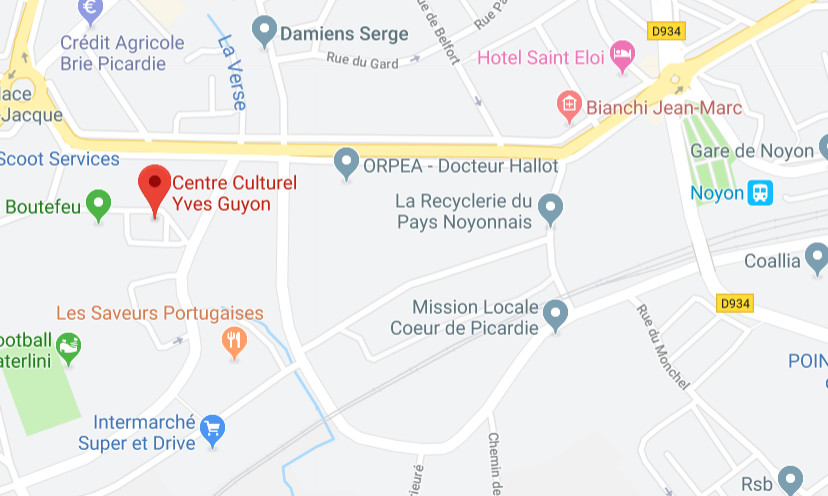 Crédit Agricole
Brie Picardie
La Verse
Damiens Serge
Rue du Gard
Rue de Belfort
Hotel Saint Eloi
D934
Jacque
Bianchi Jean-Marc
Scoot Services
Centre Culturel
Yves Guyon
ORPEA - Docteur Hallot
Gare de Noyon
Noyon
Boutefeu
La Recyclerie du
Pays Noyonnais
Coallia
Les Saveurs Portugaises
Mission Locale
Coeur de Picardie
D934
Rue du Monchel
Intermarché
Super et Drive
Chemin de
Rsb